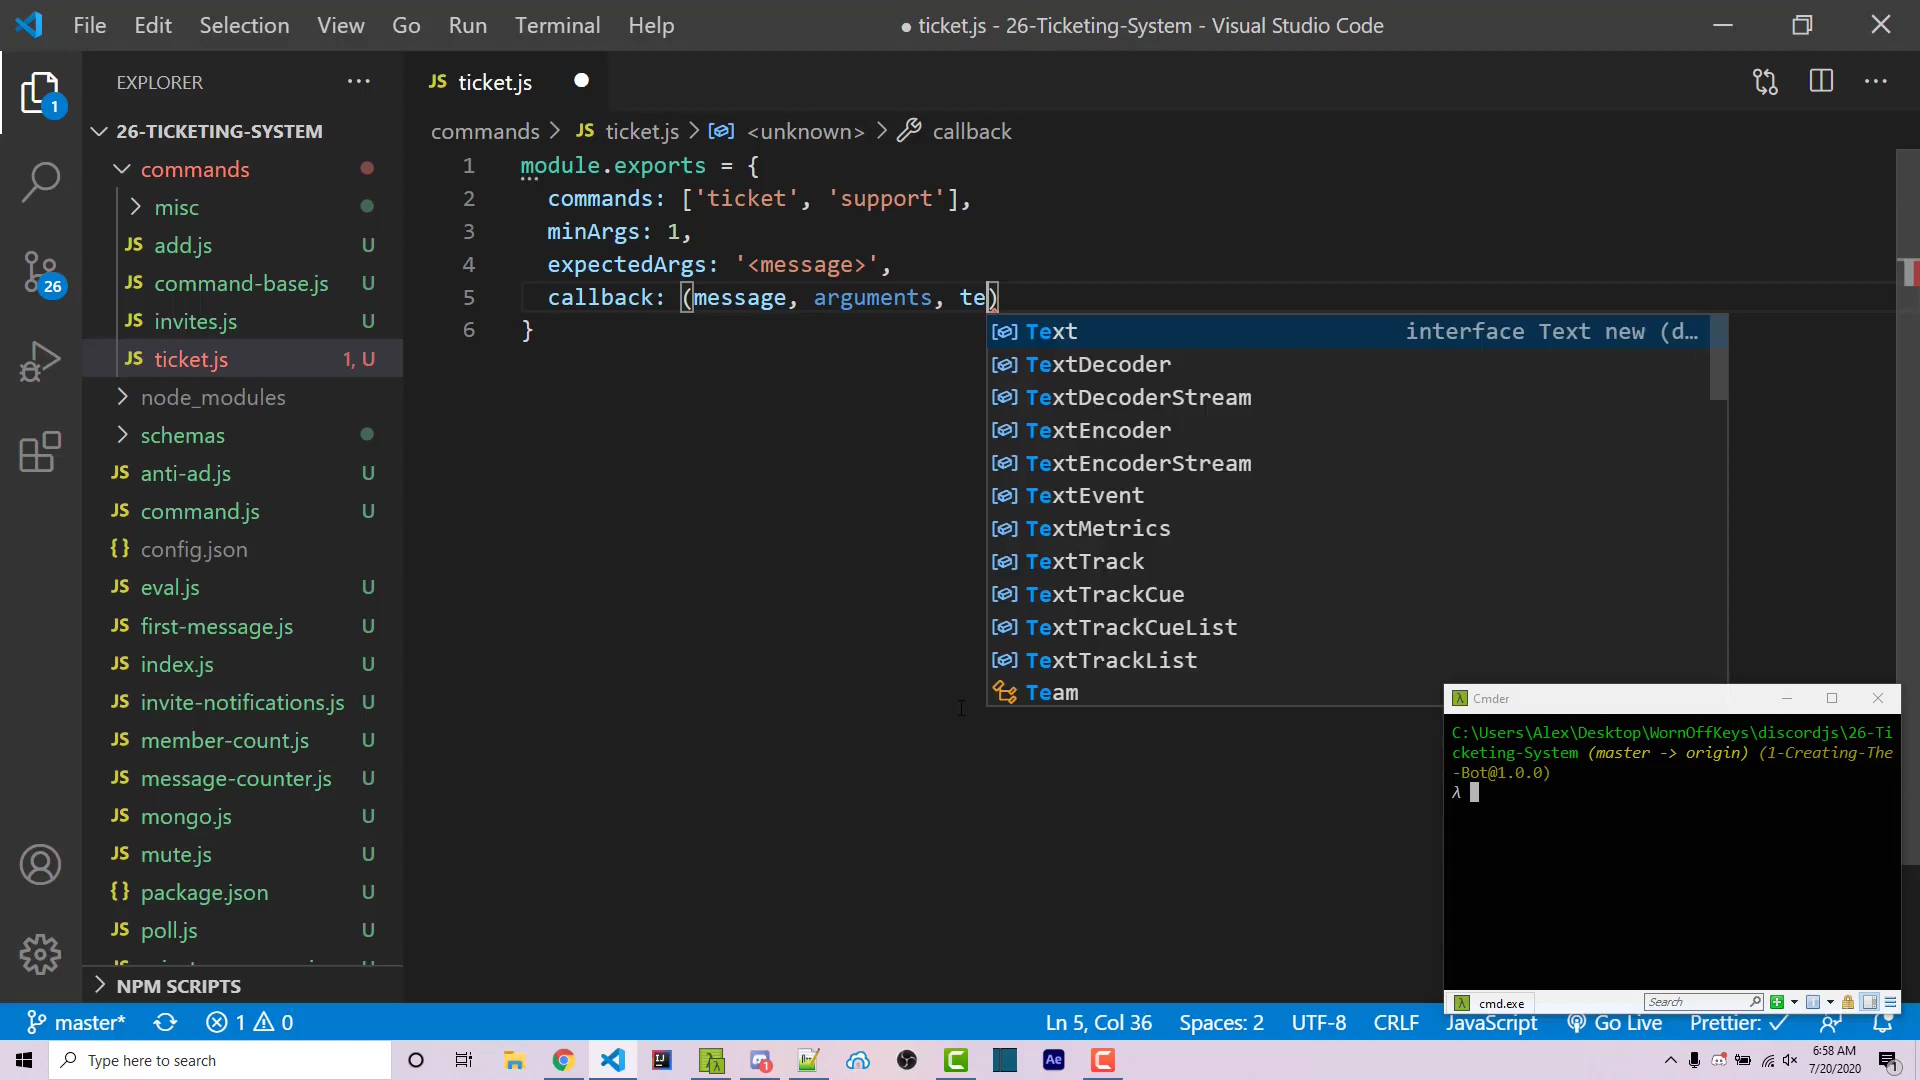 File Edit Selection View Go Run Terminal Help
● ticket.js - 26-Ticketing-System - Visual Studio Code
EXPLORER
26-TICKETING-SYSTEM
commands
misc
JS add.js U
JS command-base.js U
JS invites.js U
JS ticket.js 1, U
node_modules
schemas
JS anti-ad.js U
JS command.js U
{} config.json
JS eval.js U
JS first-message.js U
JS index.js U
JS invite-notifications.js U
JS member-count.js U
JS message-counter.js U
JS mongo.js U
JS mute.js U
{} package.json U
JS poll.js U
NPM SCRIPTS
1
26
JS ticket.js
commands > JS ticket.js > <unknown> > callback
1 module.exports = {
2 commands: ['ticket', 'support'],
3 minArgs: 1,
4 expectedArgs: '<message>',
5 callback: (message, arguments, te)
6 }
Text interface Text new (d…
TextDecoder
TextDecoderStream
TextEncoder
TextEncoderStream
TextEvent
TextMetrics
TextTrack
TextTrackCue
TextTrackCueList
TextTrackList
Team
Cmder
C:\Users\Alex\Desktop\WornOffKeys\discordjs\26-Ti
cketing-System (master -> origin) (1-Creating-The
-Bot@1.0.0)
λ
cmd.exe Search
master* 1 0 Ln 5, Col 36 Spaces: 2 UTF-8 CRLF JavaScript Go Live Prettier: ✓
Type here to search
Ae
6:58 AM
7/20/2020